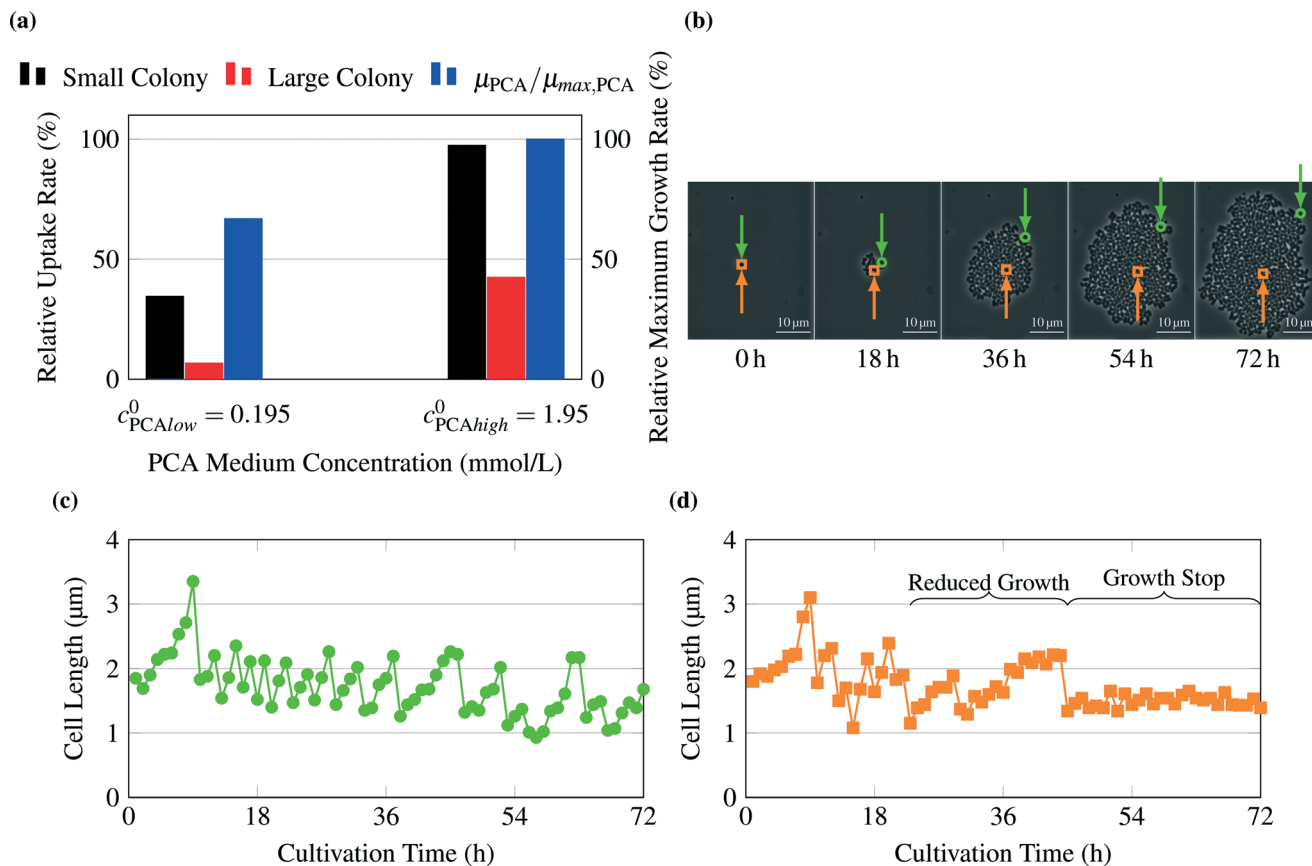 (a)
Small Colony Large Colony μPCA/μmax,PCA
Relative Uptake Rate (%)
100
50
0
100
50
0
Relative Maximum Growth Rate (%)
c⁰PCAlow = 0.195 c⁰PCAhigh = 1.95
PCA Medium Concentration (mmol/L)
(b)
10 μm 10 μm 10 μm 10 μm 10 μm
0 h 18 h 36 h 54 h 72 h
(c)
Cell Length (μm)
4
3
2
1
0
0 18 36 54 72
Cultivation Time (h)
(d)
Cell Length (μm)
4
3
2
1
0
Reduced Growth Growth Stop
0 18 36 54 72
Cultivation Time (h)